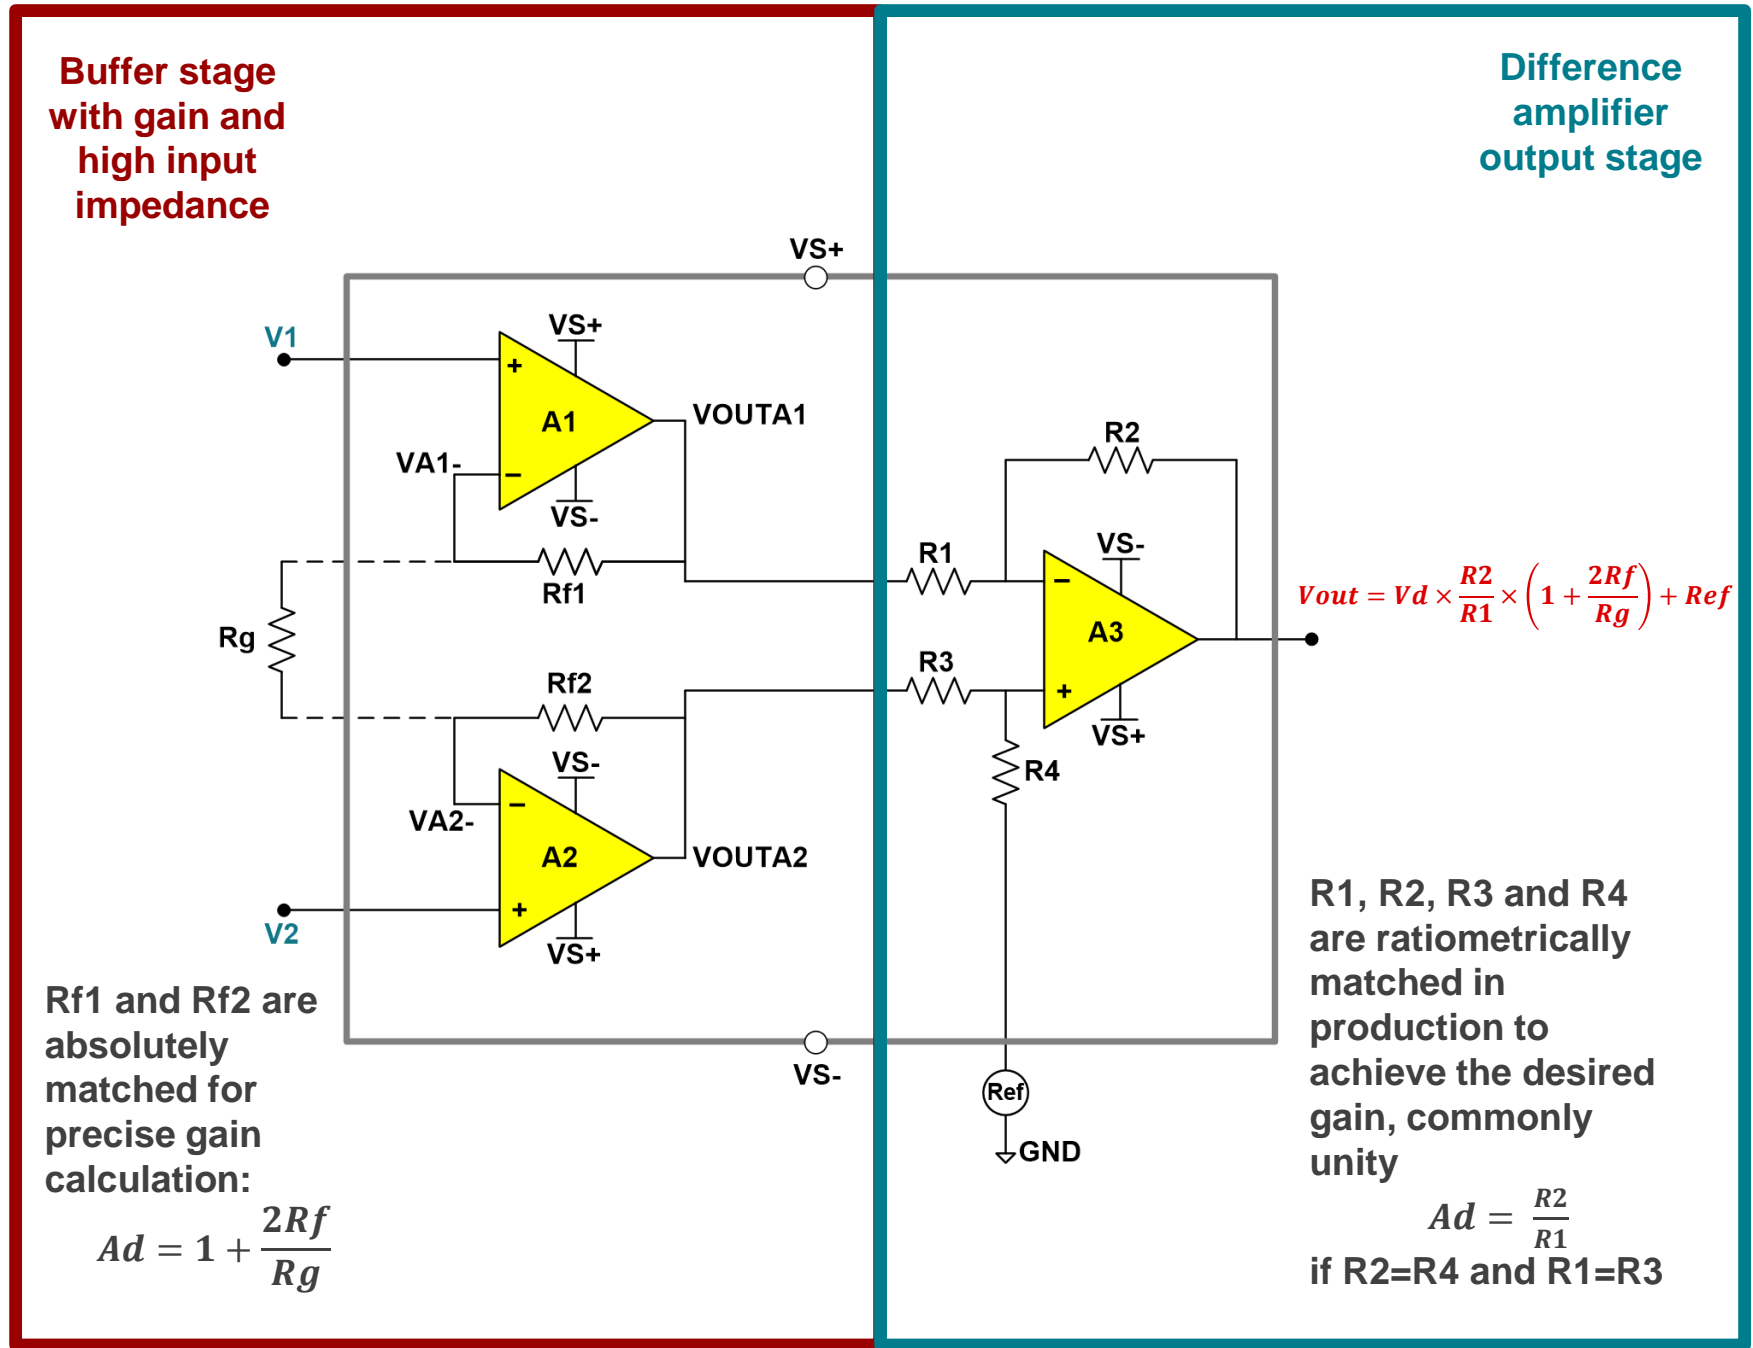 Buffer stage
with gain and
high input
impedance
Difference
amplifier
output stage
VS+
V1
VS+
+
A1
VOUTA1
VA1-
−
VS-
Rf1
Rg
Rf2
VS-
−
VA2-
A2
VOUTA2
+
V2
VS+
R2
R1
VS-
−
A3
R3
+
VS+
R4
Vout = Vd × R2/R1 × (1 + 2Rf/Rg) + Ref
VS-
Ref
GND
Rf1 and Rf2 are
absolutely
matched for
precise gain
calculation:
Ad = 1 + 2Rf/Rg
R1, R2, R3 and R4
are ratiometrically
matched in
production to
achieve the desired
gain, commonly
unity
Ad = R2/R1
if R2=R4 and R1=R3